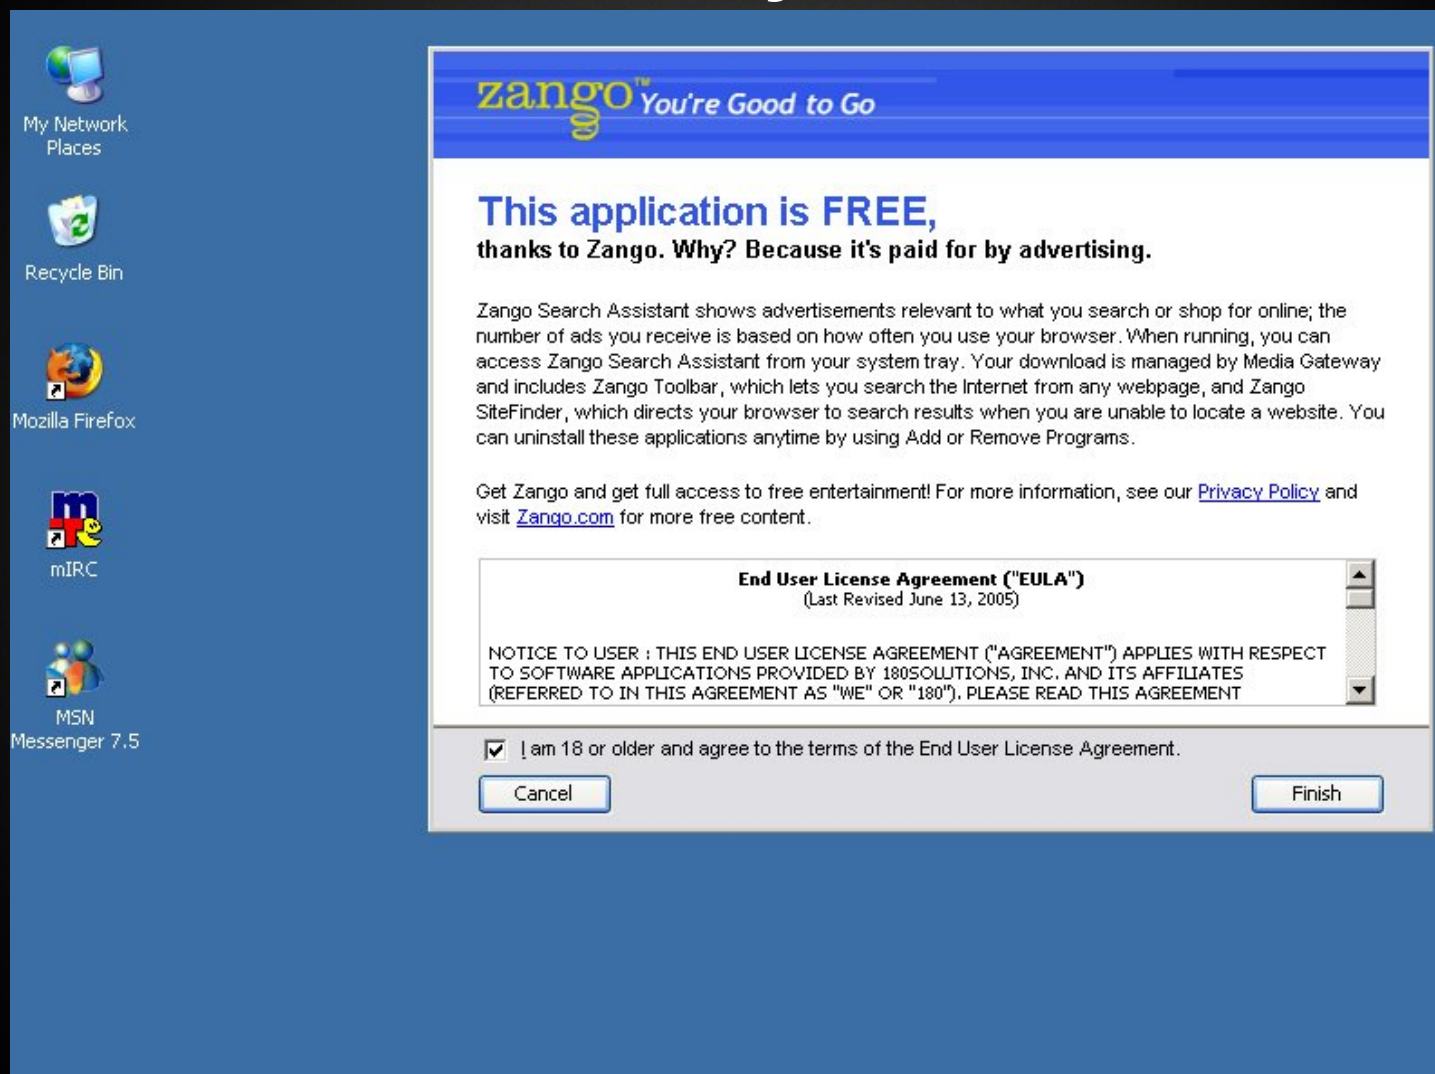 My Network
Places
Recycle Bin
Mozilla Firefox
mIRC
MSN
Messenger 7.5
zango™ You're Good to Go
This application is FREE,
thanks to Zango. Why? Because it's paid for by advertising.
Zango Search Assistant shows advertisements relevant to what you search or shop for online; the
number of ads you receive is based on how often you use your browser. When running, you can
access Zango Search Assistant from your system tray. Your download is managed by Media Gateway
and includes Zango Toolbar, which lets you search the Internet from any webpage, and Zango
SiteFinder, which directs your browser to search results when you are unable to locate a website. You
can uninstall these applications anytime by using Add or Remove Programs.
Get Zango and get full access to free entertainment! For more information, see our Privacy Policy and
visit Zango.com for more free content.
End User License Agreement ("EULA")
(Last Revised June 13, 2005)
NOTICE TO USER : THIS END USER LICENSE AGREEMENT ("AGREEMENT") APPLIES WITH RESPECT
TO SOFTWARE APPLICATIONS PROVIDED BY 180SOLUTIONS, INC. AND ITS AFFILIATES
(REFERRED TO IN THIS AGREEMENT AS "WE" OR "180"). PLEASE READ THIS AGREEMENT
I am 18 or older and agree to the terms of the End User License Agreement.
Cancel
Finish